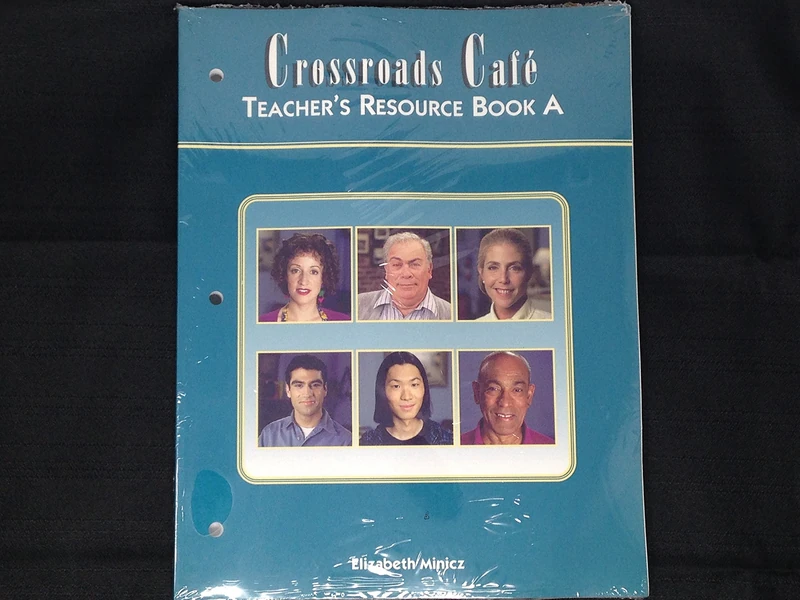 Crossroads Café
Teacher's Resource Book A
Elizabeth Minicz